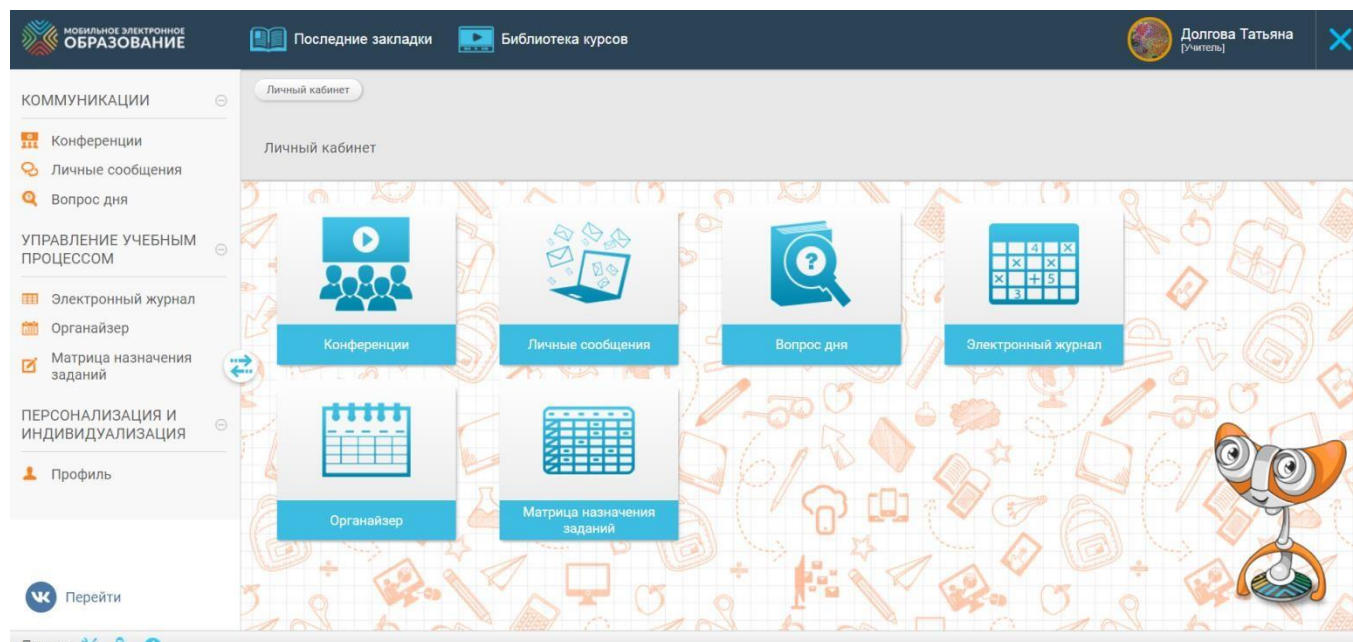 МОБИЛЬНОЕ ЭЛЕКТРОННОЕ
ОБРАЗОВАНИЕ
Последние закладки
Библиотека курсов
Долгова Татьяна
[Учитель]
КОММУНИКАЦИИ
Конференции
Личные сообщения
Вопрос дня
УПРАВЛЕНИЕ УЧЕБНЫМ
ПРОЦЕССОМ
Электронный журнал
Органайзер
Матрица назначения
заданий
ПЕРСОНАЛИЗАЦИЯ И
ИНДИВИДУАЛИЗАЦИЯ
Профиль
Перейти
Личный кабинет
Личный кабинет
Конференции
Личные сообщения
Вопрос дня
Электронный журнал
Органайзер
Матрица назначения
заданий